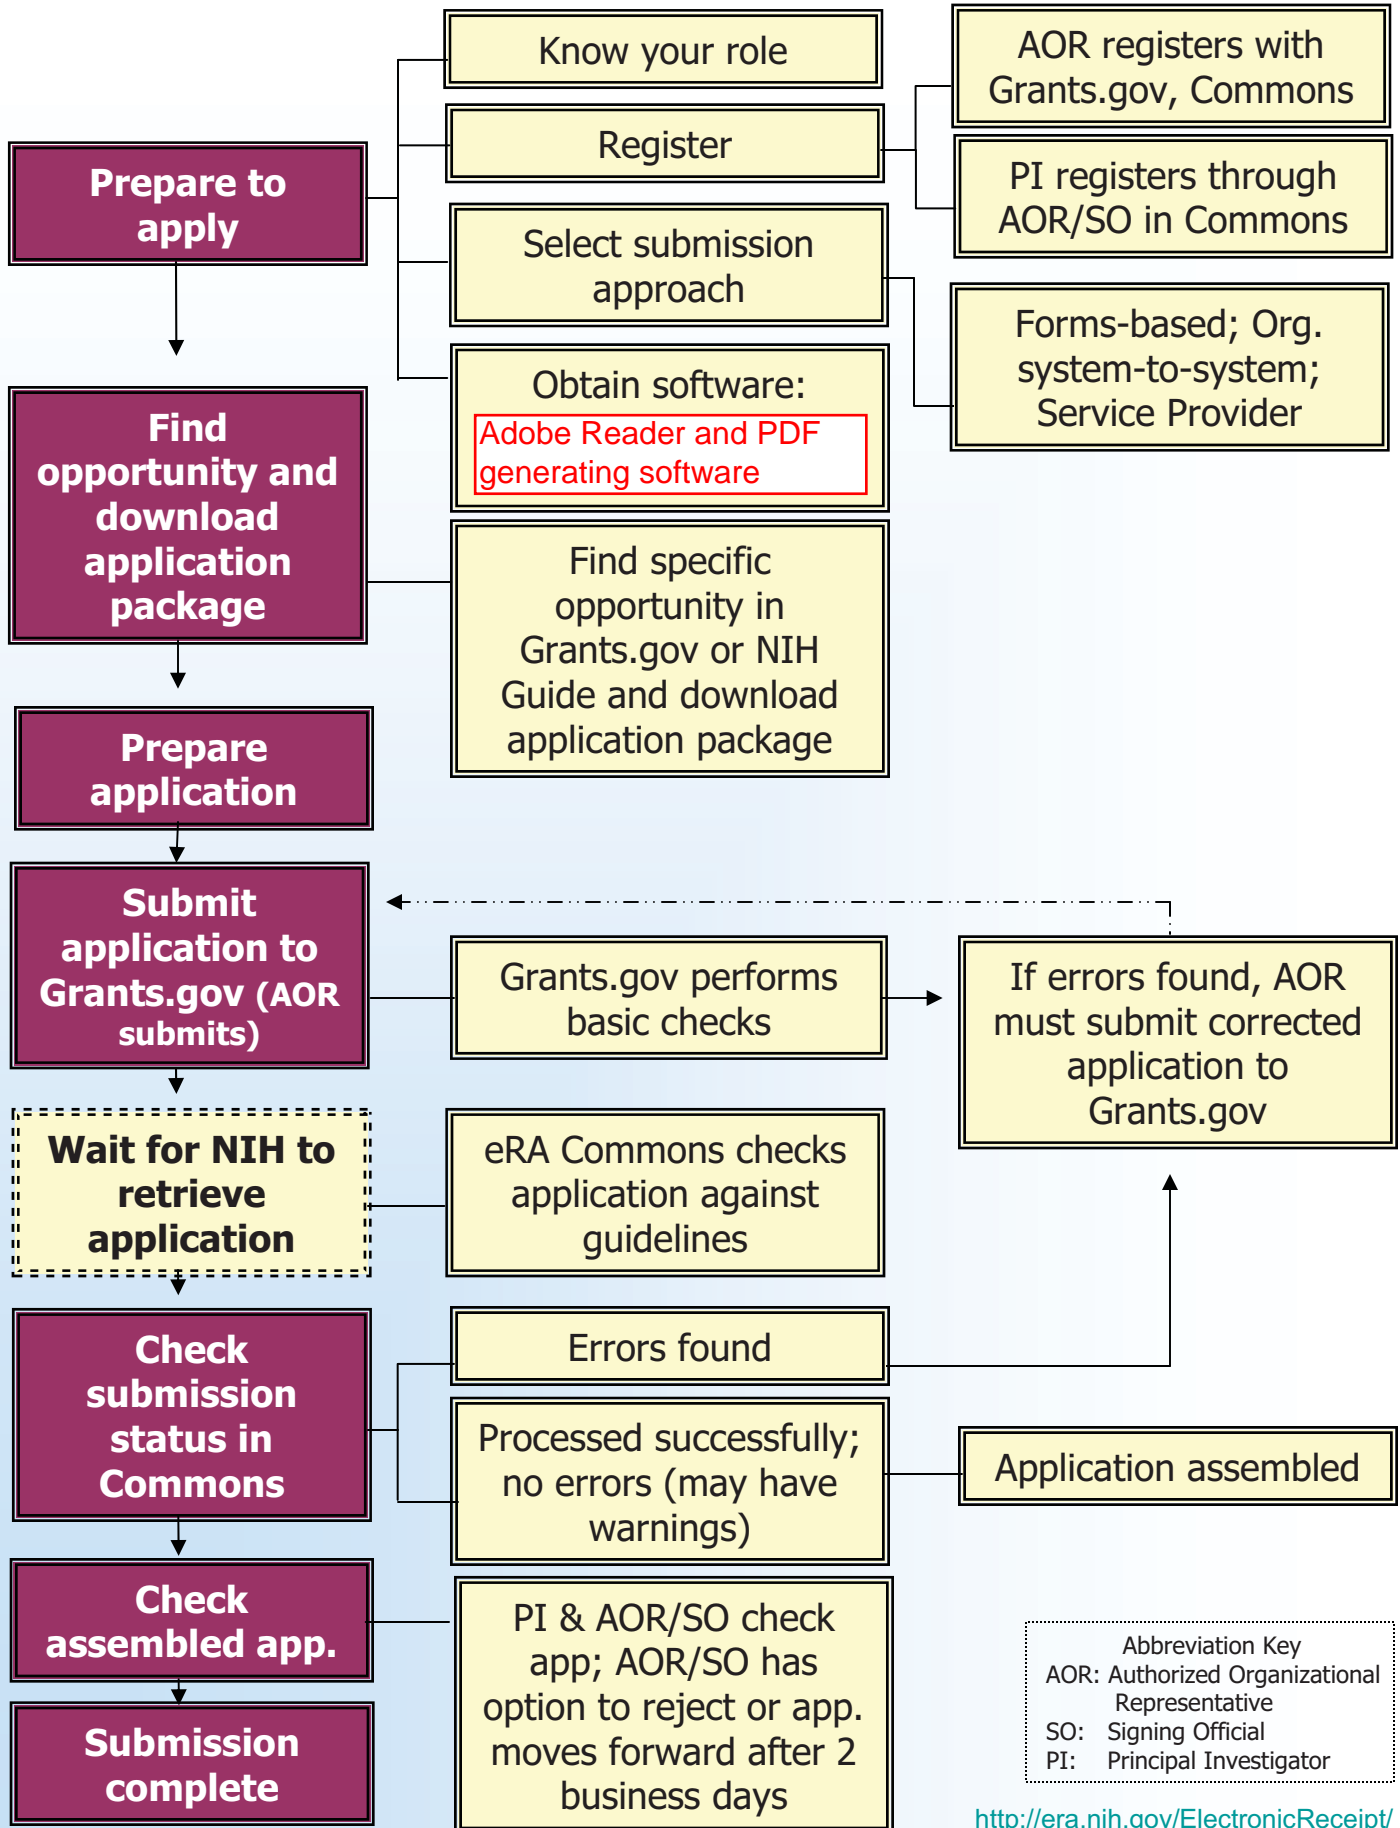 Know your role
AOR registers with
Grants.gov, Commons
Register
Prepare to
apply
PI registers through
AOR/SO in Commons
Select submission
approach
Forms-based; Org.
system-to-system;
Service Provider
Obtain software:
Adobe Reader and PDF
generating software
Find
opportunity and
download
application
package
Find specific
opportunity in
Grants.gov or NIH
Guide and download
application package
Prepare
application
Submit
application to
Grants.gov (AOR
submits)
Grants.gov performs
basic checks
If errors found, AOR
must submit corrected
application to
Grants.gov
Wait for NIH to
retrieve
application
eRA Commons checks
application against
guidelines
Check
submission
status in
Commons
Errors found
Processed successfully;
no errors (may have
warnings)
Application assembled
Check
assembled app.
PI & AOR/SO check
app; AOR/SO has
option to reject or app.
moves forward after 2
business days
Submission
complete
Abbreviation Key
AOR: Authorized Organizational
Representative
SO: Signing Official
PI: Principal Investigator
http://era.nih.gov/ElectronicReceipt/